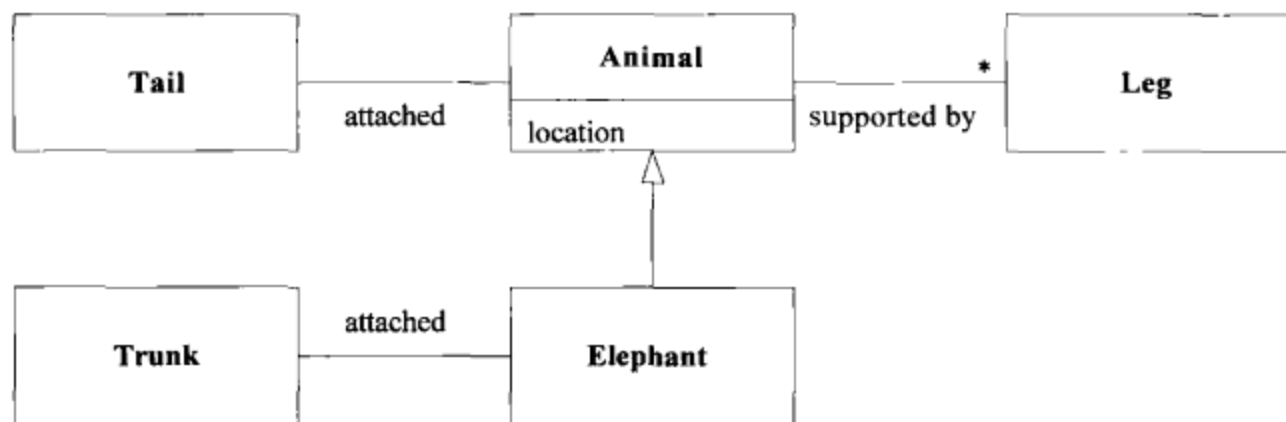 Tail
attached
Animal
location
supported by
*
Leg
Trunk
attached
Elephant